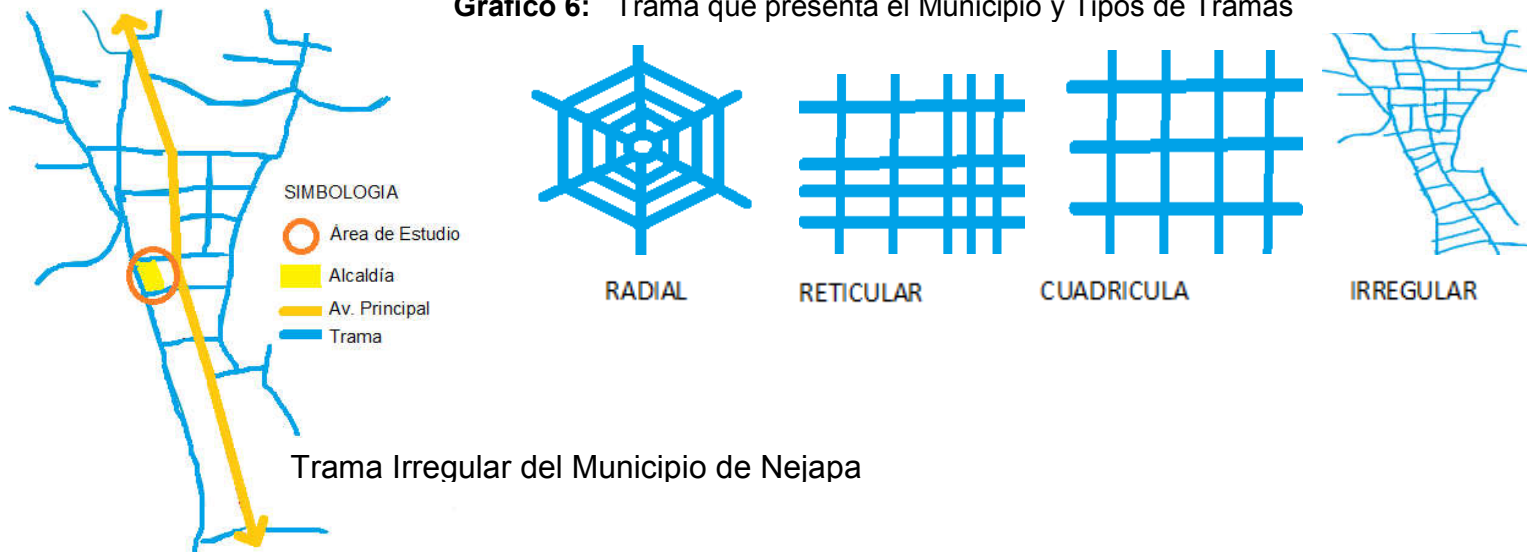 Gráfico 6: Trama que presenta el Municipio y Tipos de Tramas
SIMBOLOGIA
Área de Estudio
Alcaldía
Av. Principal
Trama
RADIAL
RETICULAR
CUADRICULA
IRREGULAR
Trama Irregular del Municipio de Nejapa